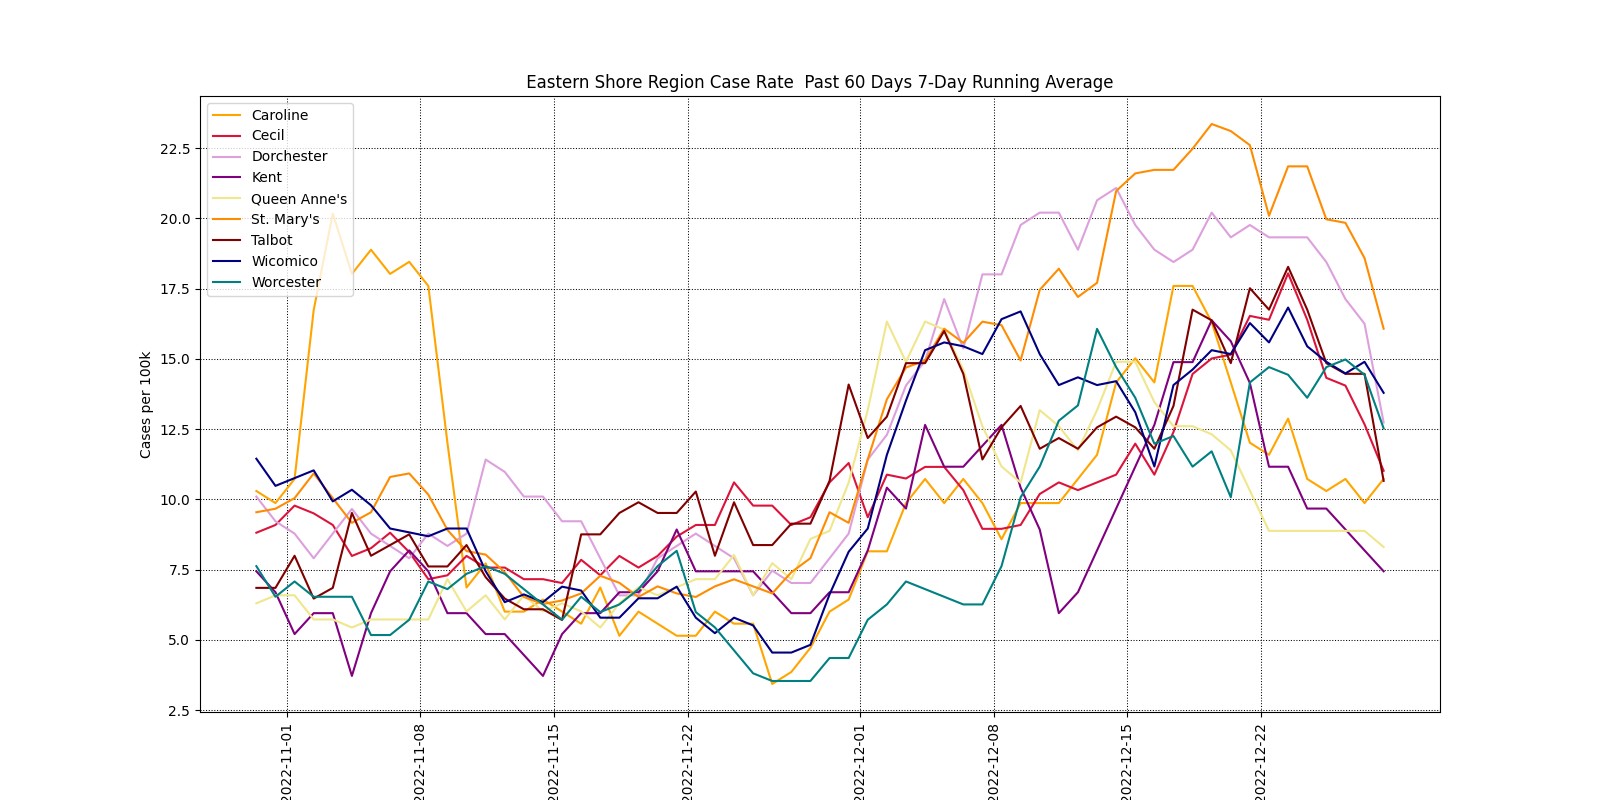 Eastern Shore Region Case Rate  Past 60 Days 7-Day Running Average
Cases per 100k
22.5
20.0
17.5
15.0
12.5
10.0
7.5
5.0
2.5
Caroline
Cecil
Dorchester
Kent
Queen Anne's
St. Mary's
Talbot
Wicomico
Worcester
2022-11-01
2022-11-08
2022-11-15
2022-11-22
2022-12-01
2022-12-08
2022-12-15
2022-12-22